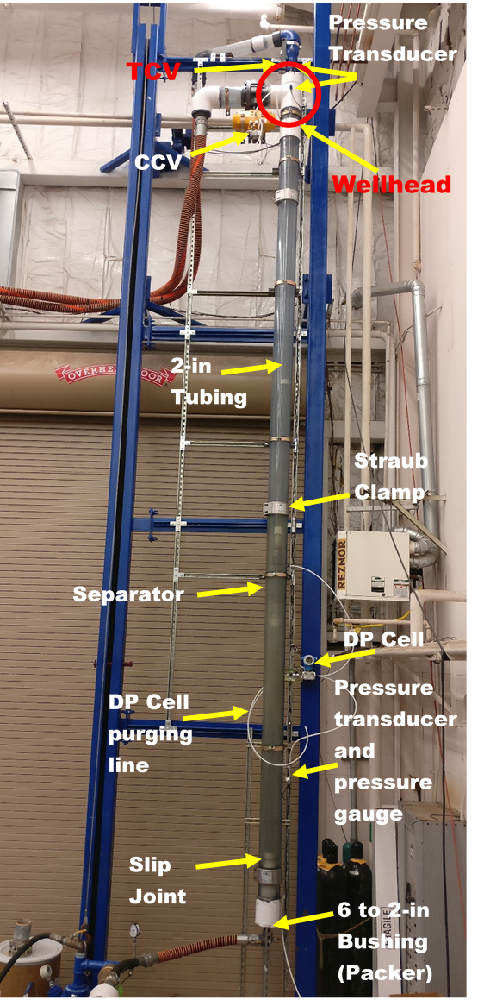 Pressure
Transducer
TCV
CCV
Wellhead
2-in
Tubing
OVERHEAD DOOR
Straub
Clamp
REZNOR
Separator
DP Cell
DP Cell
purging
line
Pressure
transducer
and
pressure
gauge
Slip
Joint
6 to 2-in
Bushing
(Packer)
FRAGILE